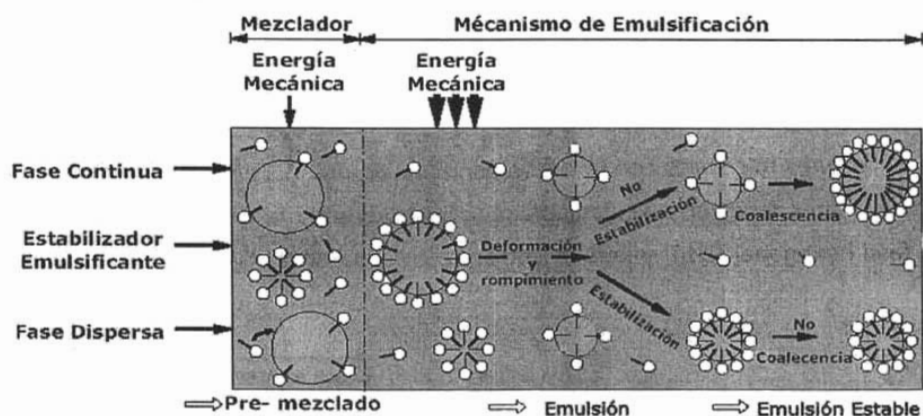 Mezclador
Mécanismo de Emulsificación
Energía
Mecánica
Energía
Mecánica
Fase Continua
Estabilizador
Emulsificante
Fase Dispersa
No
Estabilización
Coalescencia
Deformación
y
rompimiento
Estabilización
No
Coalecencia
Pre- mezclado
Emulsión
Emulsión Estable